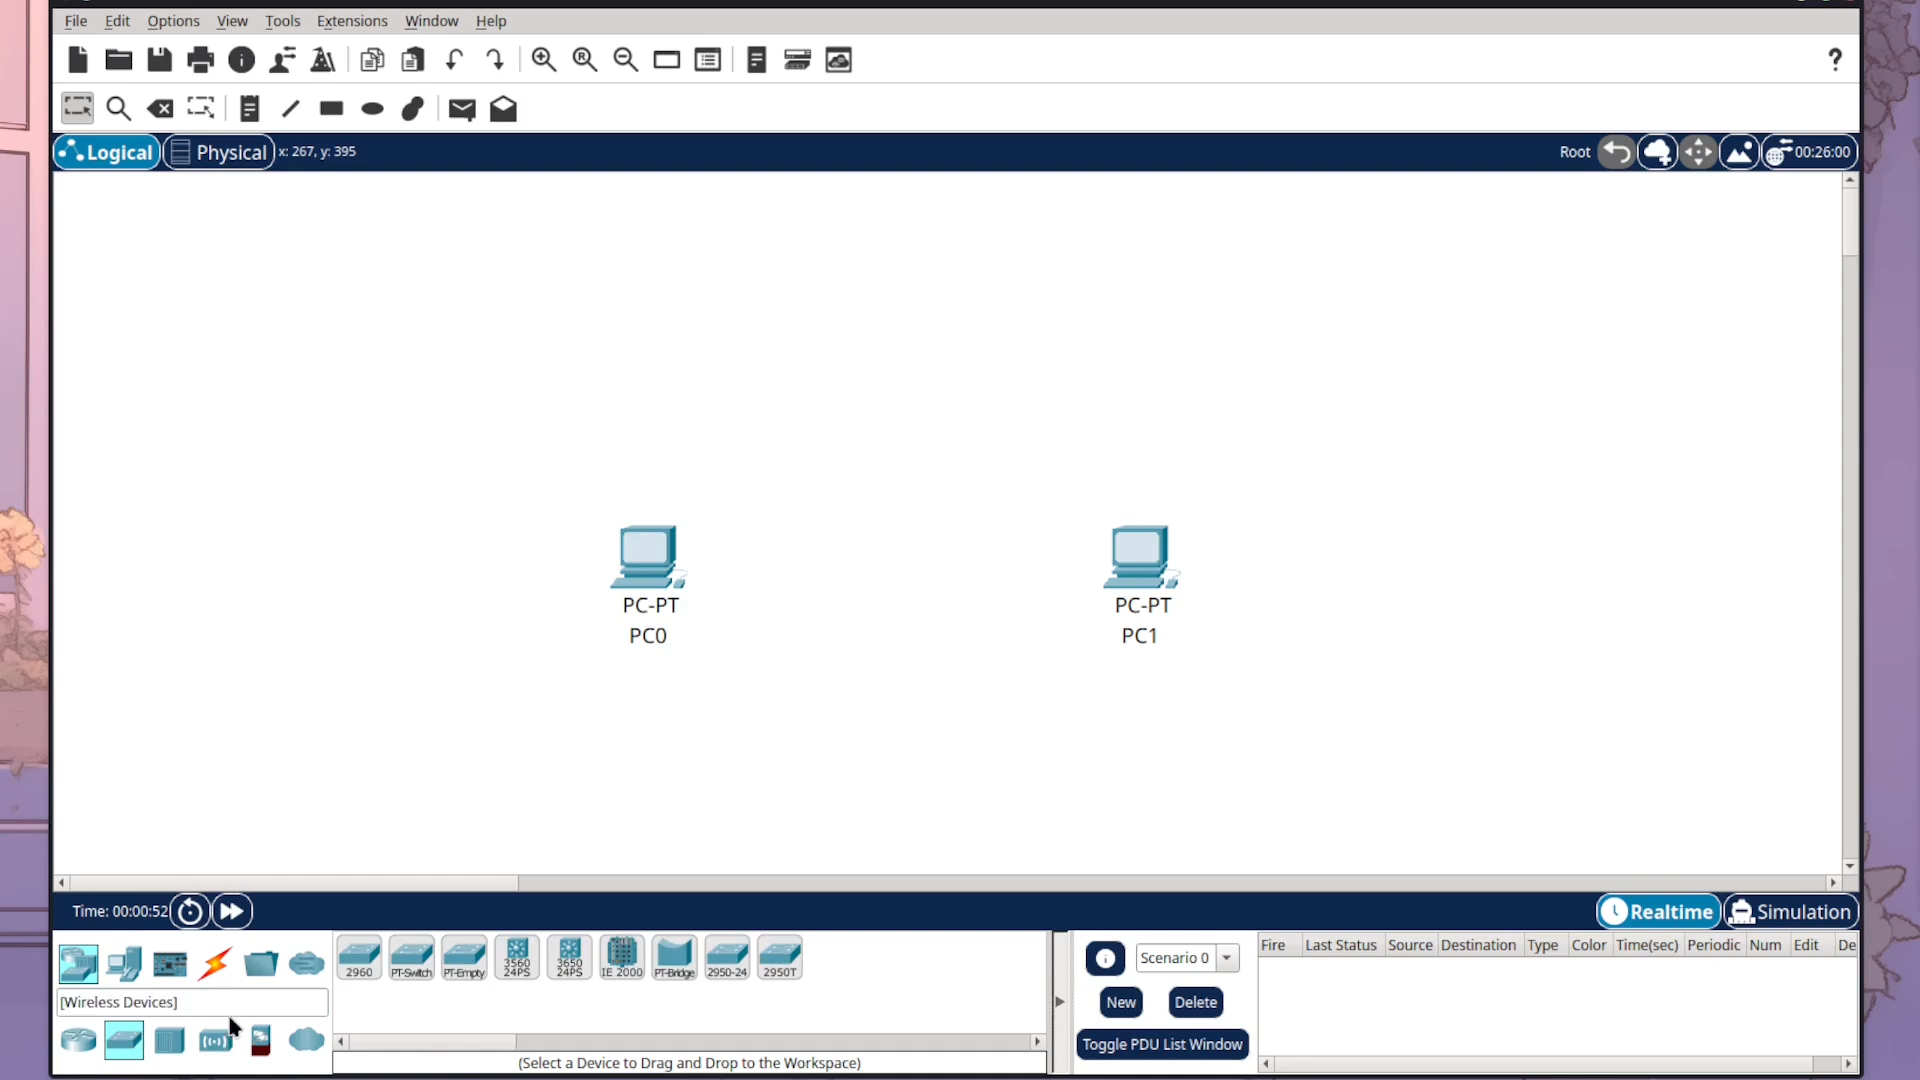 File Edit Options View Tools Extensions Window Help
?
Logical Physical x: 267, y: 395 Root 00:26:00
PC-PT
PC0
PC-PT
PC1
Time: 00:00:52 Realtime Simulation
2960 PT-Switch PT-Empty 3560 24PS 3650 24PS IE 2000 PT-Bridge 2950-24 2950T
[Wireless Devices]
(Select a Device to Drag and Drop to the Workspace)
Scenario 0
New Delete
Toggle PDU List Window
Fire Last Status Source Destination Type Color Time(sec) Periodic Num Edit De